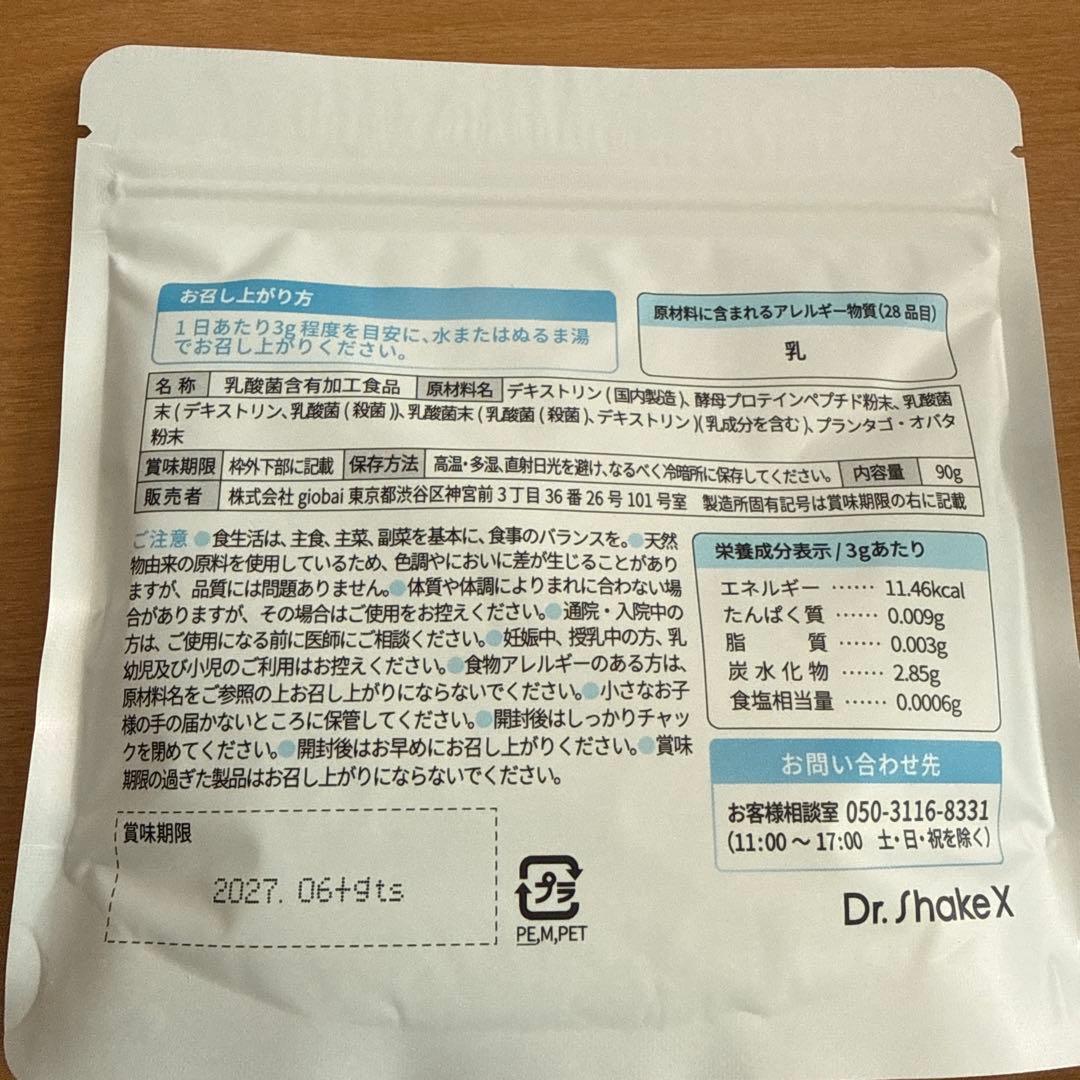 お召し上がり方
1日あたり3g程度を目安に、水またはぬるま湯
でお召し上がりください。
原材料に含まれるアレルギー物質(28品目)
乳
名称 乳酸菌含有加工食品 原材料名 デキストリン(国内製造)、酵母プロテインペプチド粉末、乳酸菌
末(デキストリン、乳酸菌(殺菌))、乳酸菌末(乳酸菌(殺菌)、デキストリン)(乳成分を含む)、プランタゴ・オバタ
粉末
賞味期限 枠外下部に記載 保存方法 高温・多湿、直射日光を避け、なるべく冷暗所に保存してください。 内容量 90g
販売者 株式会社 giobai 東京都渋谷区神宮前3丁目36番26号101号室 製造所固有記号は賞味期限の右に記載
ご注意 ●食生活は、主食、主菜、副菜を基本に、食事のバランスを。●天然
物由来の原料を使用しているため、色調やにおいに差が生じることがあり
ますが、品質には問題ありません。●体質や体調によりまれに合わない場
合がありますが、その場合はご使用をお控えください。●通院・入院中の
方は、ご使用になる前に医師にご相談ください。●妊娠中、授乳中の方、乳
幼児及び小児のご利用はお控えください。●食物アレルギーのある方は、
原材料名をご参照の上お召し上がりにならないでください。●小さなお子
様の手の届かないところに保管してください。●開封後はしっかりチャッ
クを閉めてください。●開封後はお早めにお召し上がりください。●賞味
期限の過ぎた製品はお召し上がりにならないでください。
栄養成分表示/3gあたり
エネルギー …… 11.46kcal
たんぱく質 …… 0.009g
脂質 …… 0.003g
炭水化物 …… 2.85g
食塩相当量 …… 0.0006g
お問い合わせ先
お客様相談室 050-3116-8331
(11:00～17:00 土・日・祝を除く)
賞味期限
2027. 06+gts
プラ
PE,M,PET
Dr. Shake X